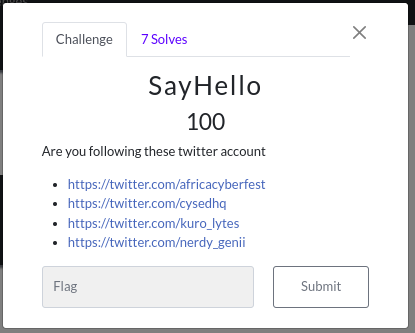 Challenge
7 Solves
SayHello
100
Are you following these twitter account
https://twitter.com/africacyberfest
https://twitter.com/cysedhq
https://twitter.com/kuro_lytes
https://twitter.com/nerdy_genii
Flag
Submit